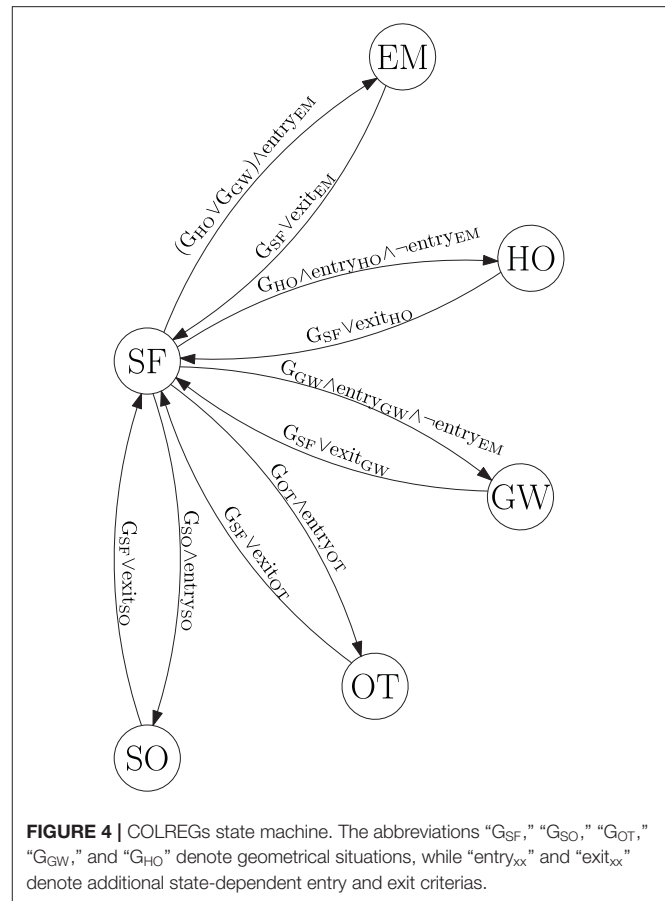 EM
(G_HO∨G_GW)∧entry_EM
G_SF∨exit_EM
G_HO∧entry_HO∧¬entry_EM
HO
G_SF∨exit_HO
SF
G_GW∧entry_GW∧¬entry_EM
G_SF∨exit_GW
GW
G_OT∧entry_OT
G_SF∨exit_OT
G_SO∧entry_SO
G_SF∨exit_SO
OT
SO
FIGURE 4 | COLREGs state machine. The abbreviations “G_SF,” “G_SO,” “G_OT,”
“G_GW,” and “G_HO” denote geometrical situations, while “entry_xx” and “exit_xx”
denote additional state-dependent entry and exit criterias.